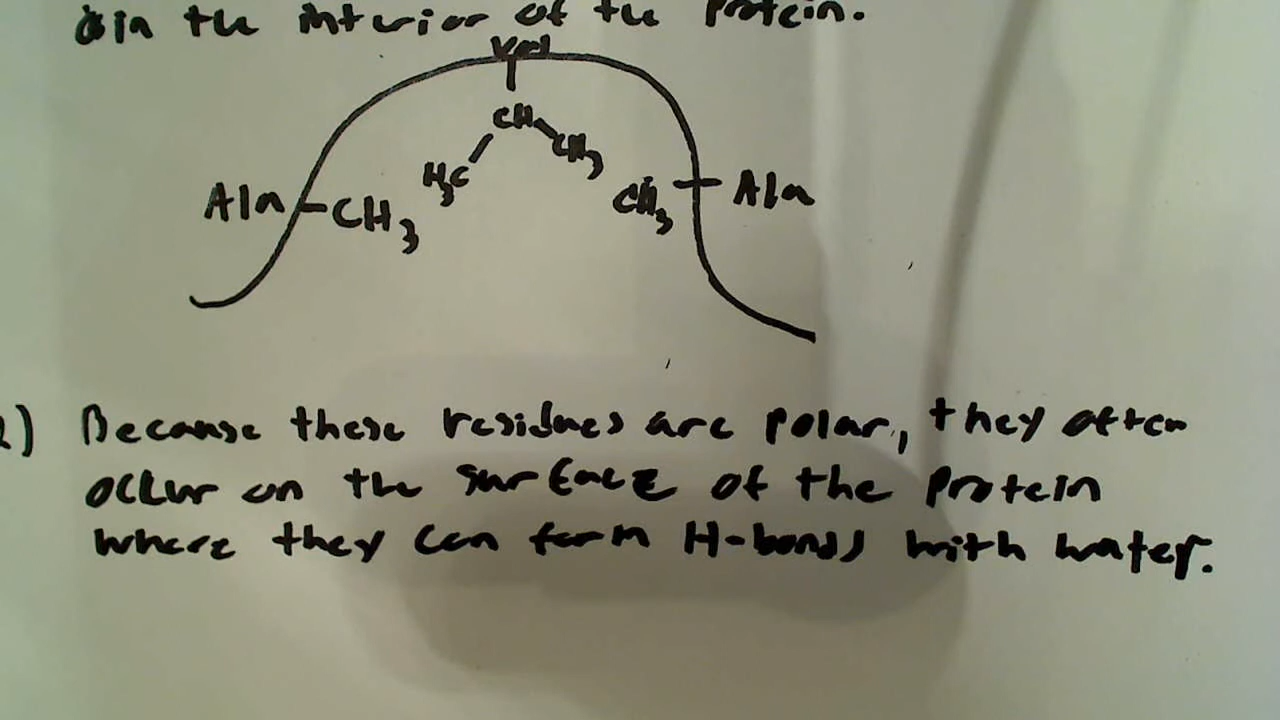 in the interior of the protein.
Val
CH
CH3
H3C
Ala
CH3
CH3
Ala
2) Because these residues are polar, they often
occur on the surface of the protein
where they can form H-bonds with water.